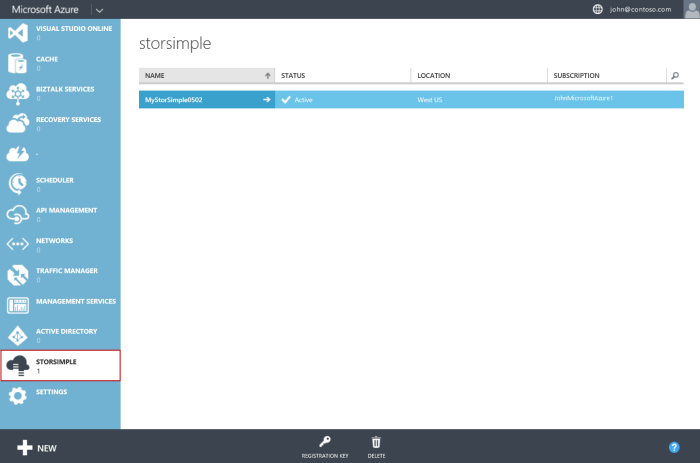 Microsoft Azure
john@contoso.com
VISUAL STUDIO ONLINE
0
CACHE
0
BIZTALK SERVICES
0
RECOVERY SERVICES
0
-
SCHEDULER
0
API MANAGEMENT
0
NETWORKS
0
TRAFFIC MANAGER
0
MANAGEMENT SERVICES
ACTIVE DIRECTORY
0
STORSIMPLE
1
SETTINGS
storsimple
NAME STATUS LOCATION SUBSCRIPTION
MyStorSimple0502 Active West US JohnMicrosoftAzure1
NEW
REGISTRATION KEY
DELETE
?